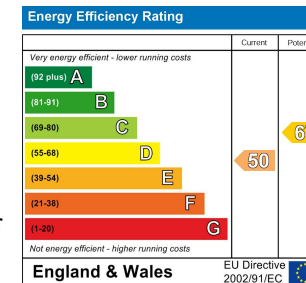 Energy Efficiency Rating
Current
Very energy efficient - lower running costs
(92 plus) A
(81-91) B
(69-80) C
(55-68) D
(39-54) E
50
(21-38) F
(1-20) G
Not energy efficient - higher running costs
England & Wales
EU Directive
2002/91/EC